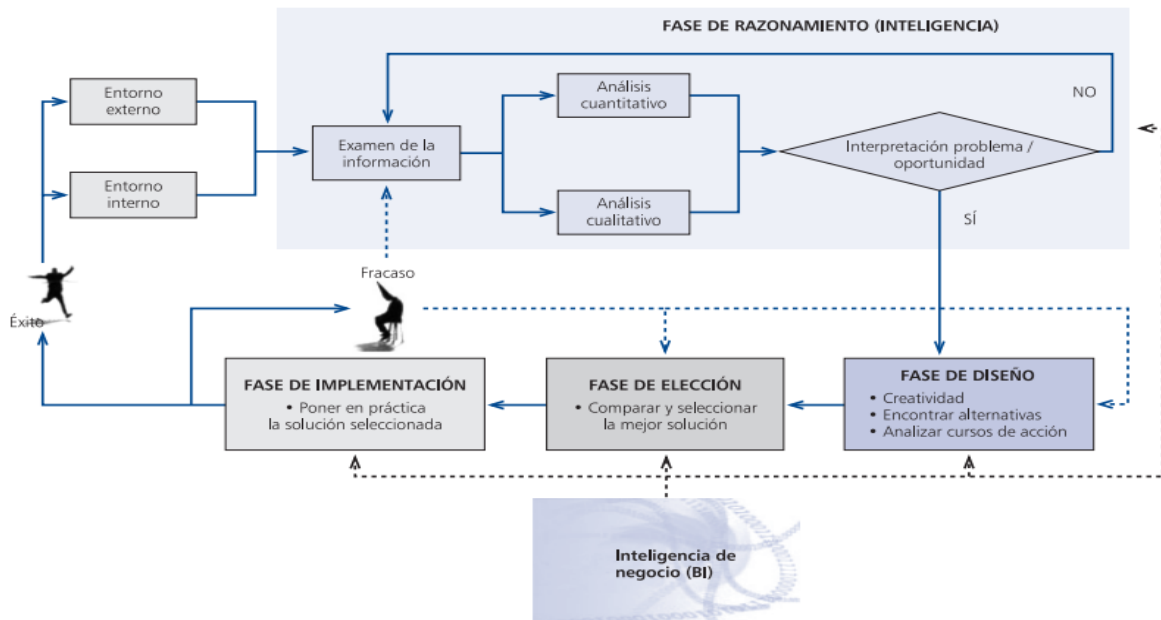 FASE DE RAZONAMIENTO (INTELIGENCIA)
Entorno
externo
Entorno
interno
Examen de la
información
Análisis
cuantitativo
Análisis
cualitativo
Interpretación problema /
oportunidad
NO
SÍ
Éxito
Fracaso
FASE DE IMPLEMENTACIÓN
• Poner en práctica
la solución seleccionada
FASE DE ELECCIÓN
• Comparar y seleccionar
la mejor solución
FASE DE DISEÑO
• Creatividad
• Encontrar alternativas
• Analizar cursos de acción
Inteligencia de
negocio (BI)